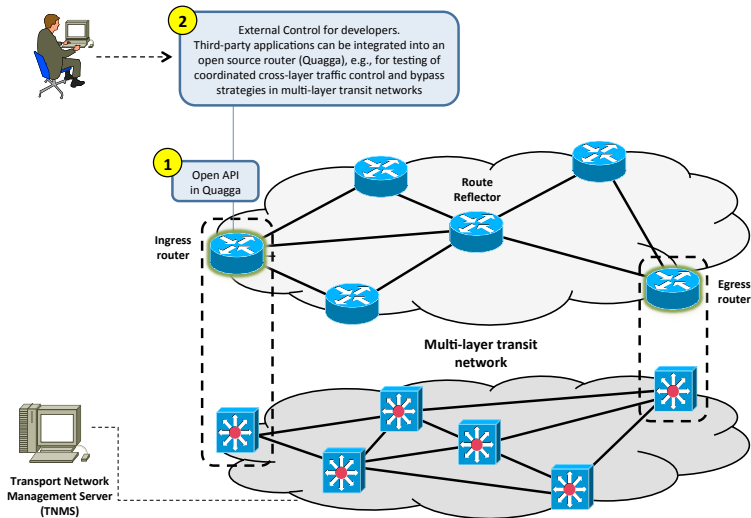 2
External Control for developers.
Third-party applications can be integrated into an
open source router (Quagga), e.g., for testing of
coordinated cross-layer traffic control and bypass
strategies in multi-layer transit networks
1
Open API
in Quagga
Route
Reflector
Ingress
router
Egress
router
Multi-layer transit
network
Transport Network
Management Server
(TNMS)